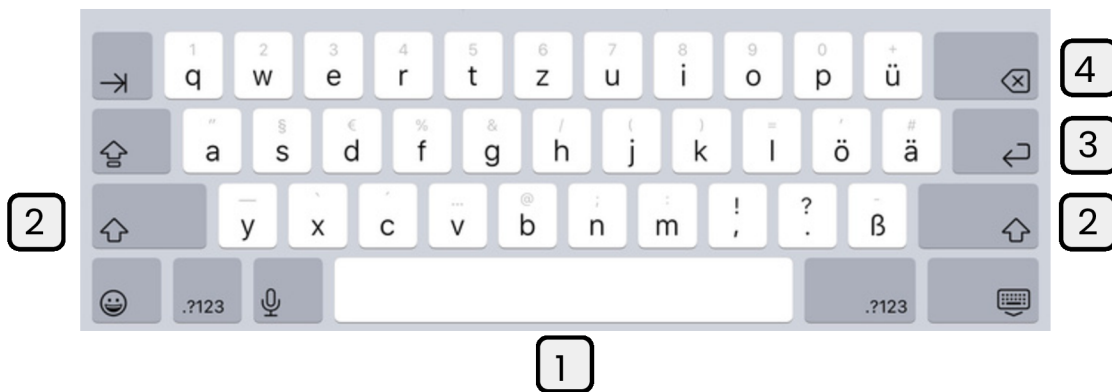 1 2 3 4 5 6 7 8 9 0 +
q w e r t z u i o p ü 4
" § € % & / ( ) = ' #
a s d f g h j k l ö ä 3
— ` ´ ... @ ; : ! ? -
2 y x c v b n m , . ß 2
.?123 .?123
1